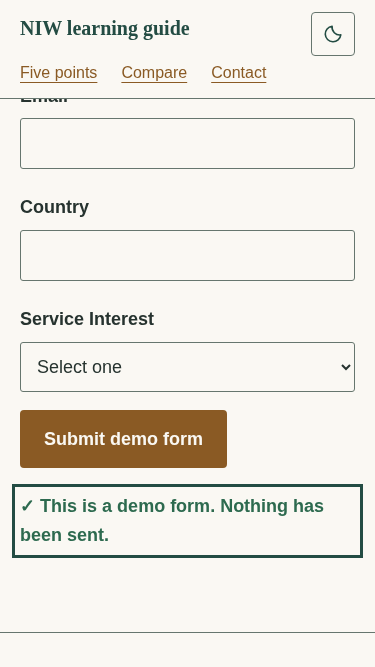 NIW learning guide
Five points Compare Contact
Email
Country
Service Interest
Select one
Submit demo form
✓ This is a demo form. Nothing has
been sent.